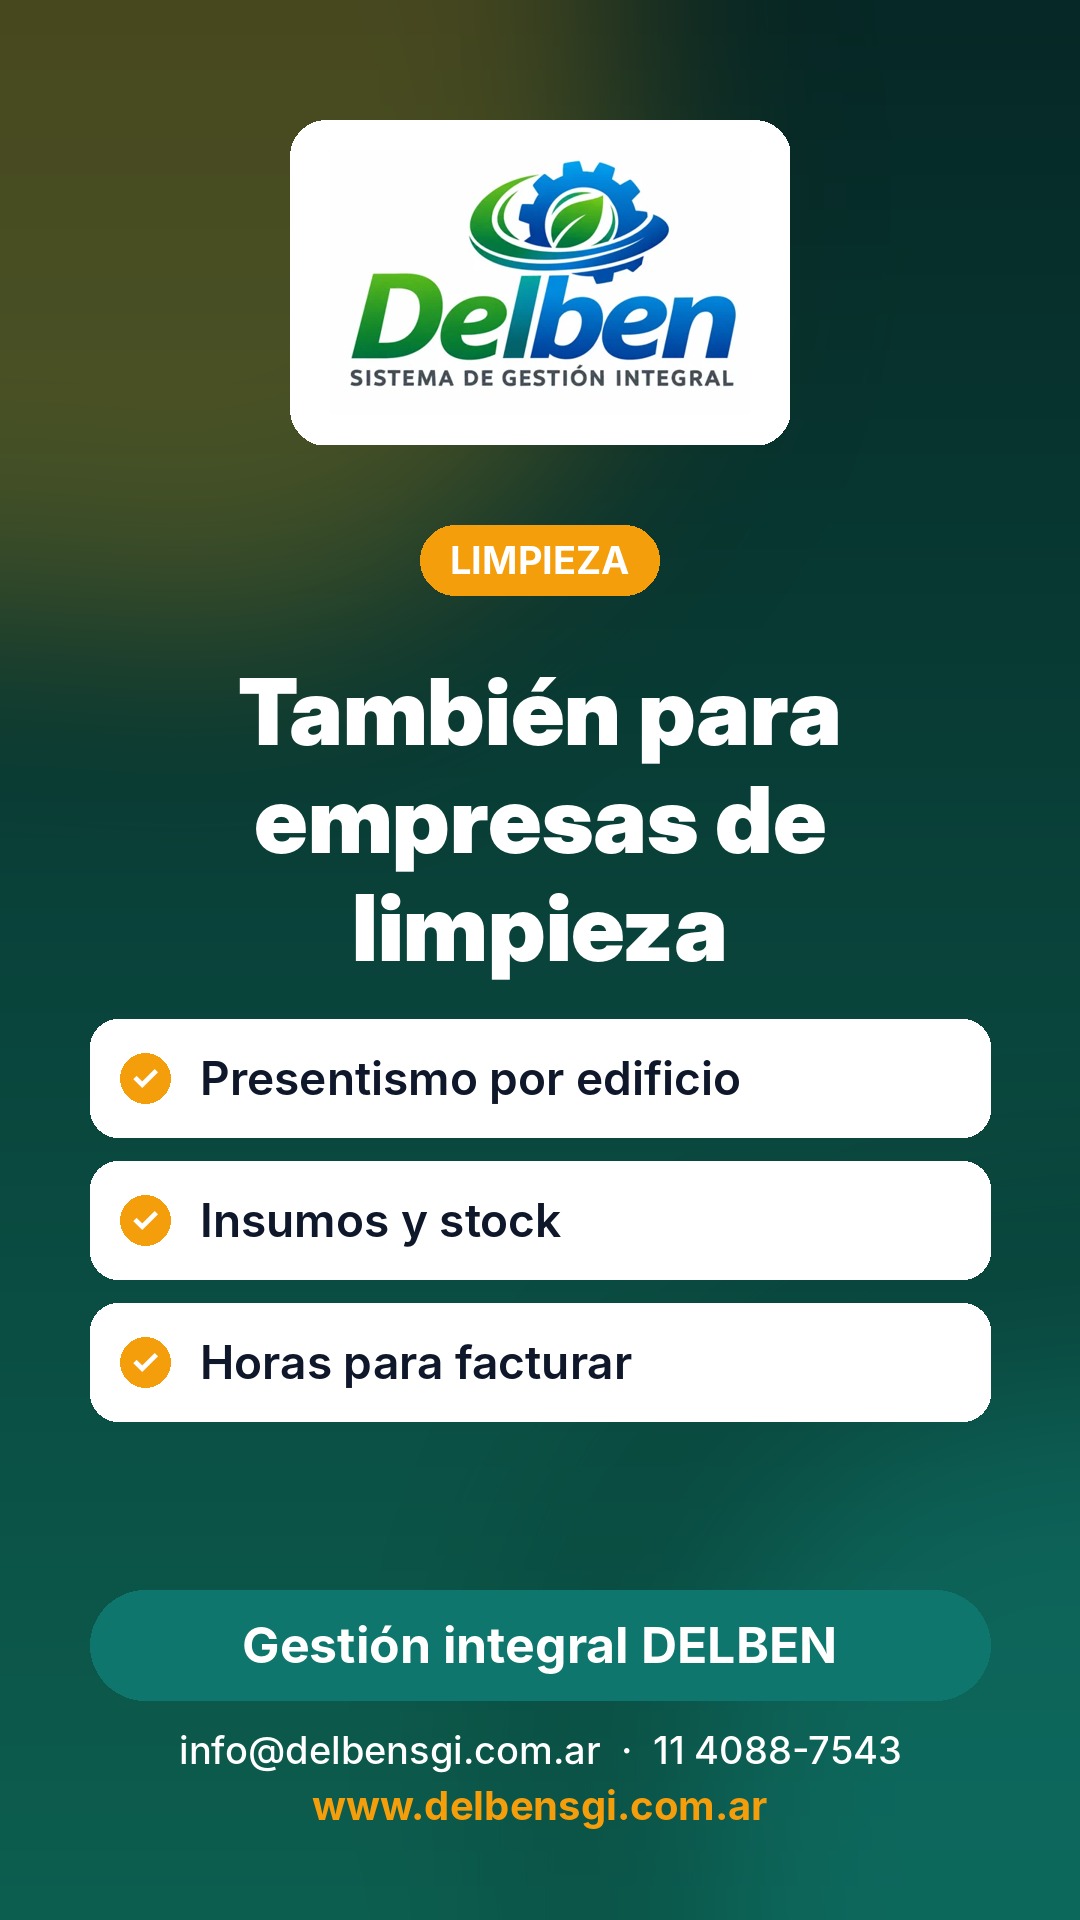 Delben
SISTEMA DE GESTIÓN INTEGRAL
LIMPIEZA
También para
empresas de
limpieza
Presentismo por edificio
Insumos y stock
Horas para facturar
Gestión integral DELBEN
info@delbensgi.com.ar · 11 4088-7543
www.delbensgi.com.ar